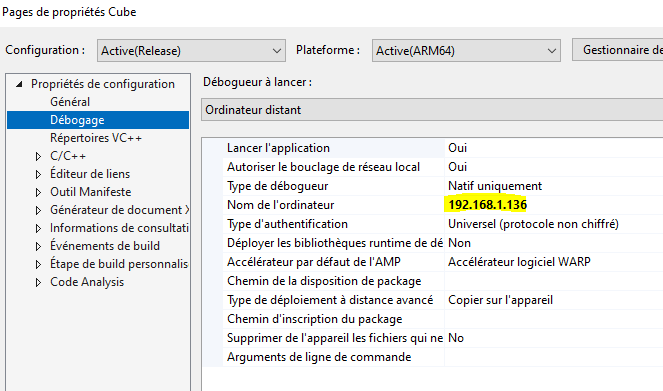 Pages de propriétés Cube
Configuration : Active(Release) Plateforme : Active(ARM64) Gestionnaire de
Propriétés de configuration
Général
Débogage
Répertoires VC++
C/C++
Éditeur de liens
Outil Manifeste
Générateur de document X
Informations de consultati
Événements de build
Étape de build personnalise
Code Analysis
Débogueur à lancer :
Ordinateur distant
Lancer l'application Oui
Autoriser le bouclage de réseau local Oui
Type de débogueur Natif uniquement
Nom de l'ordinateur 192.168.1.136
Type d'authentification Universel (protocole non chiffré)
Déployer les bibliothèques runtime de dé Non
Accélérateur par défaut de l'AMP Accélérateur logiciel WARP
Chemin de la disposition de package
Type de déploiement à distance avancé Copier sur l'appareil
Chemin d'inscription du package
Supprimer de l'appareil les fichiers qui ne No
Arguments de ligne de commande